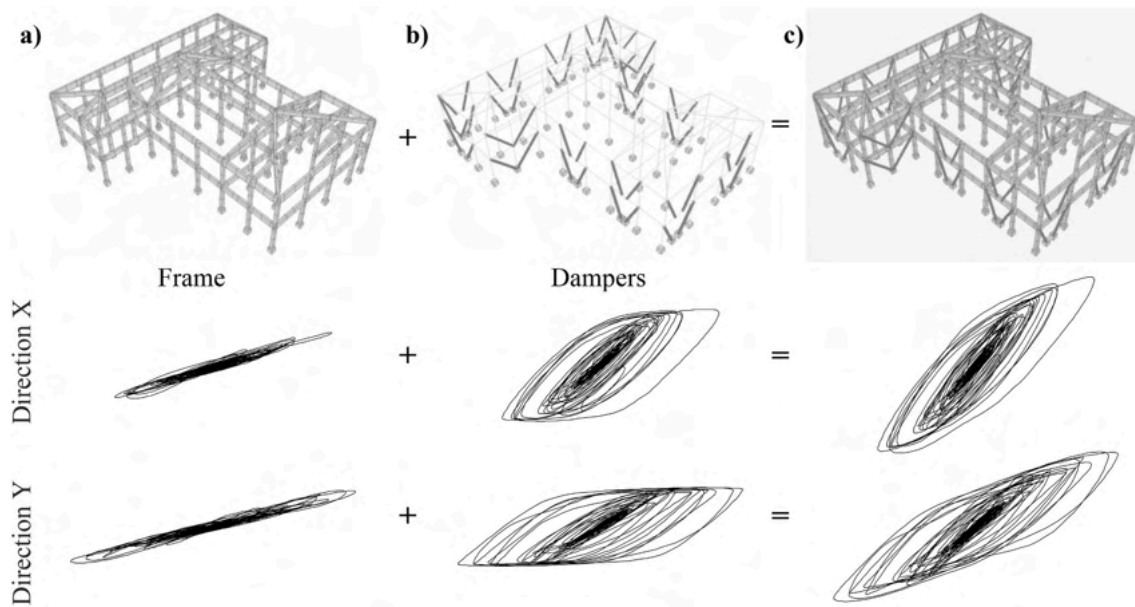 a)
b)
c)
+
=
Frame
Dampers
Direction X
+
=
Direction Y
+
=